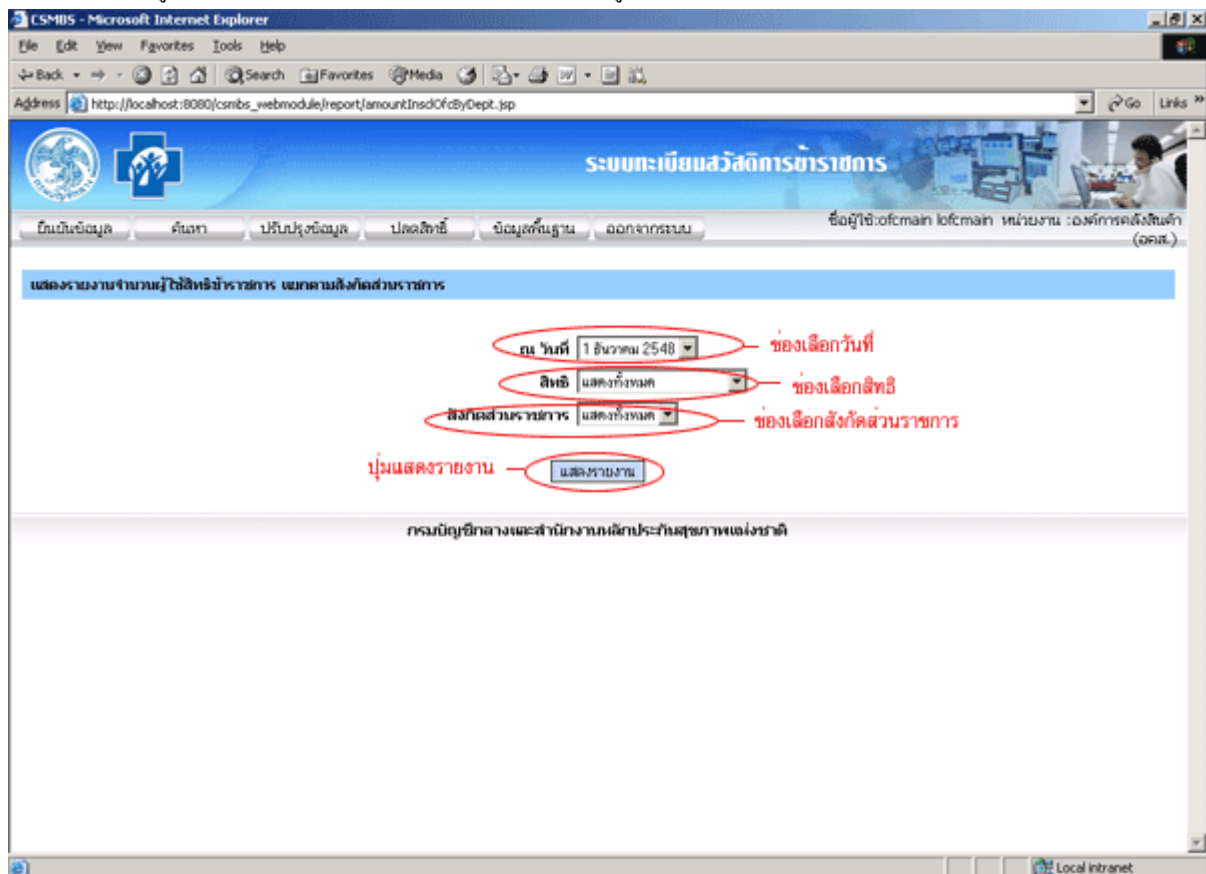 CSMBS - Microsoft Internet Explorer
File Edit View Favorites Tools Help
Back Search Favorites Media
Address http://localhost:8080/csmbs_webmodule/report/amountInsclOfcByDept.jsp Go Links »
ระบบทะเบียนสวัสดิการข้าราชการ
ยืนยันข้อมูล ค้นหา ปรับปรุงข้อมูล ปลดสิทธิ์ ข้อมูลพื้นฐาน ออกจากระบบ
ชื่อผู้ใช้:ofcmain lofcmain หน่วยงาน :องค์การคลังสินค้า
(อคส.)
แสดงรายงานจำนวนผู้ใช้สิทธิข้าราชการ แยกตามสังกัดส่วนราชการ
ณ วันที่ 1 ธันวาคม 2548 ช่องเลือกวันที่
สิทธิ แสดงทั้งหมด ช่องเลือกสิทธิ
สังกัดส่วนราชการ แสดงทั้งหมด ช่องเลือกสังกัดส่วนราชการ
ปุ่มแสดงรายงาน แสดงรายงาน
กรมบัญชีกลางและสำนักงานหลักประกันสุขภาพแห่งชาติ
Local intranet